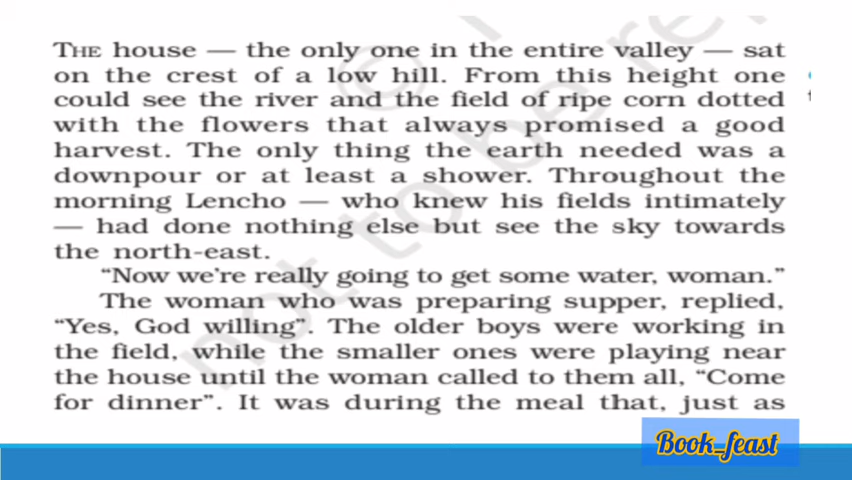 THE house — the only one in the entire valley — sat
on the crest of a low hill. From this height one
could see the river and the field of ripe corn dotted
with the flowers that always promised a good
harvest. The only thing the earth needed was a
downpour or at least a shower. Throughout the
morning Lencho — who knew his fields intimately
— had done nothing else but see the sky towards
the north-east.
“Now we’re really going to get some water, woman.”
The woman who was preparing supper, replied,
“Yes, God willing”. The older boys were working in
the field, while the smaller ones were playing near
the house until the woman called to them all, “Come
for dinner”. It was during the meal that, just as
Book_feast
not to be re